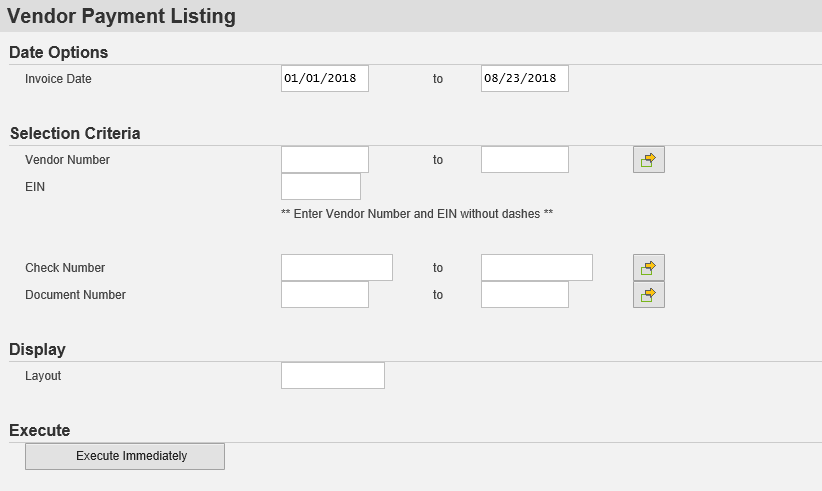 Vendor Payment Listing
Date Options
Invoice Date 01/01/2018 to 08/23/2018
Selection Criteria
Vendor Number to
EIN
** Enter Vendor Number and EIN without dashes **
Check Number to
Document Number to
Display
Layout
Execute
Execute Immediately